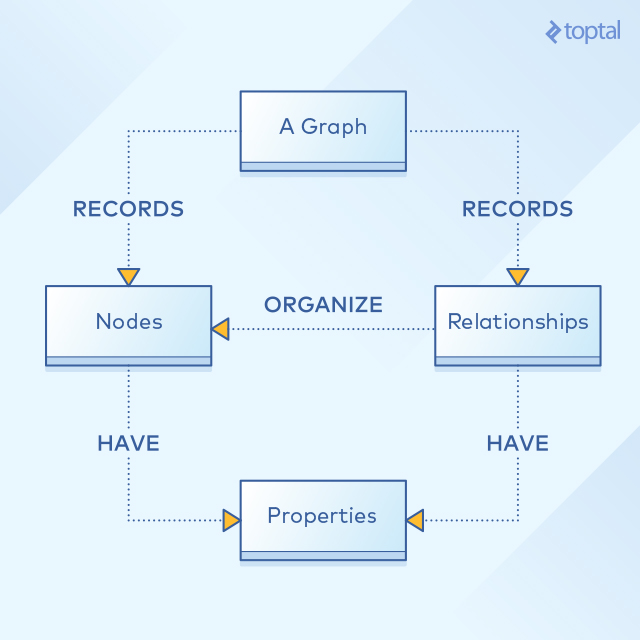 toptal
A Graph
RECORDS
RECORDS
Nodes
ORGANIZE
Relationships
HAVE
HAVE
Properties